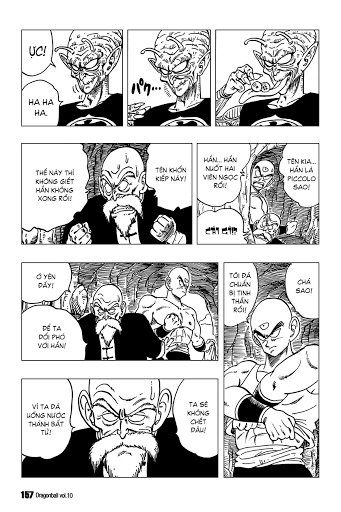 パク...
ỰC!
HA HA
HA.
TÊN KIA...
HẮN LÀ
PICCOLO
SAO!
HẮN... HẮN
NUỐT HAI
VIÊN NGỌC
RỒI!
TÊN KHỐN
KIẾP NÀY!
THẾ NÀY THÌ
KHÔNG GIẾT
HẮN KHÔNG
XONG RỒI!
CHẢ
SAO!
TÔI ĐÃ
CHUẨN
BỊ TINH
THẦN
RỒI!
Ở YÊN
ĐẤY!
ĐỂ TA
ĐỐI PHÓ
VỚI HẮN!
TA SẼ
KHÔNG
CHẾT
ĐÂU!
VÌ TA ĐÃ
UỐNG NƯỚC
THÁNH BẤT
TỬ!
157 Dragonball vol.10